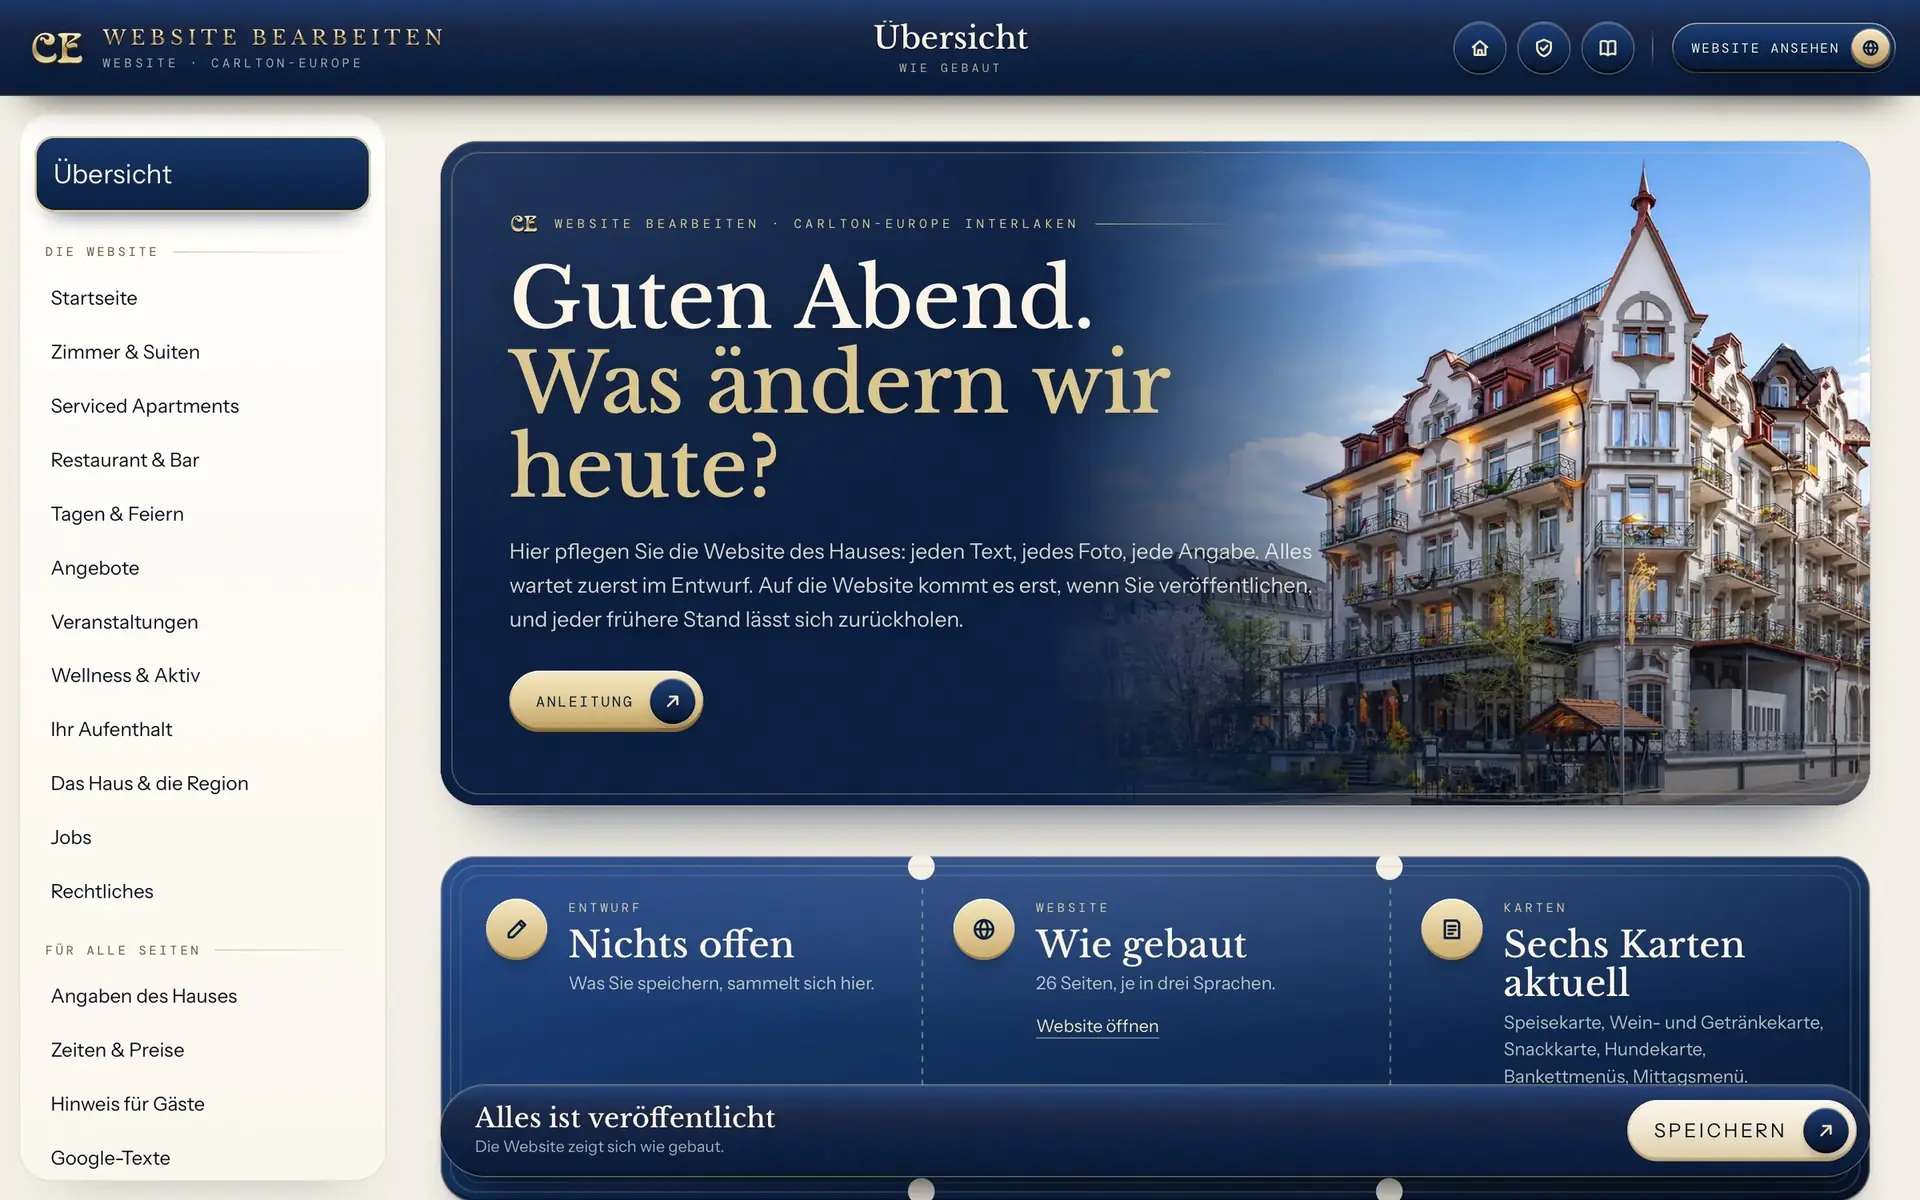 CE WEBSITE BEARBEITEN
WEBSITE · CARLTON-EUROPE
Übersicht
WIE GEBAUT
WEBSITE ANSEHEN
Übersicht
DIE WEBSITE
Startseite
Zimmer & Suiten
Serviced Apartments
Restaurant & Bar
Tagen & Feiern
Angebote
Veranstaltungen
Wellness & Aktiv
Ihr Aufenthalt
Das Haus & die Region
Jobs
Rechtliches
FÜR ALLE SEITEN
Angaben des Hauses
Zeiten & Preise
Hinweis für Gäste
Google-Texte
CE WEBSITE BEARBEITEN · CARLTON-EUROPE INTERLAKEN
Guten Abend.
Was ändern wir
heute?
Hier pflegen Sie die Website des Hauses: jeden Text, jedes Foto, jede Angabe. Alles
wartet zuerst im Entwurf. Auf die Website kommt es erst, wenn Sie veröffentlichen,
und jeder frühere Stand lässt sich zurückholen.
ANLEITUNG
ENTWURF
Nichts offen
Was Sie speichern, sammelt sich hier.
WEBSITE
Wie gebaut
26 Seiten, je in drei Sprachen.
Website öffnen
KARTEN
Sechs Karten
aktuell
Speisekarte, Wein- und Getränkekarte,
Snackkarte, Hundekarte,
Bankettmenüs, Mittagsmenü.
Alles ist veröffentlicht
Die Website zeigt sich wie gebaut.
SPEICHERN